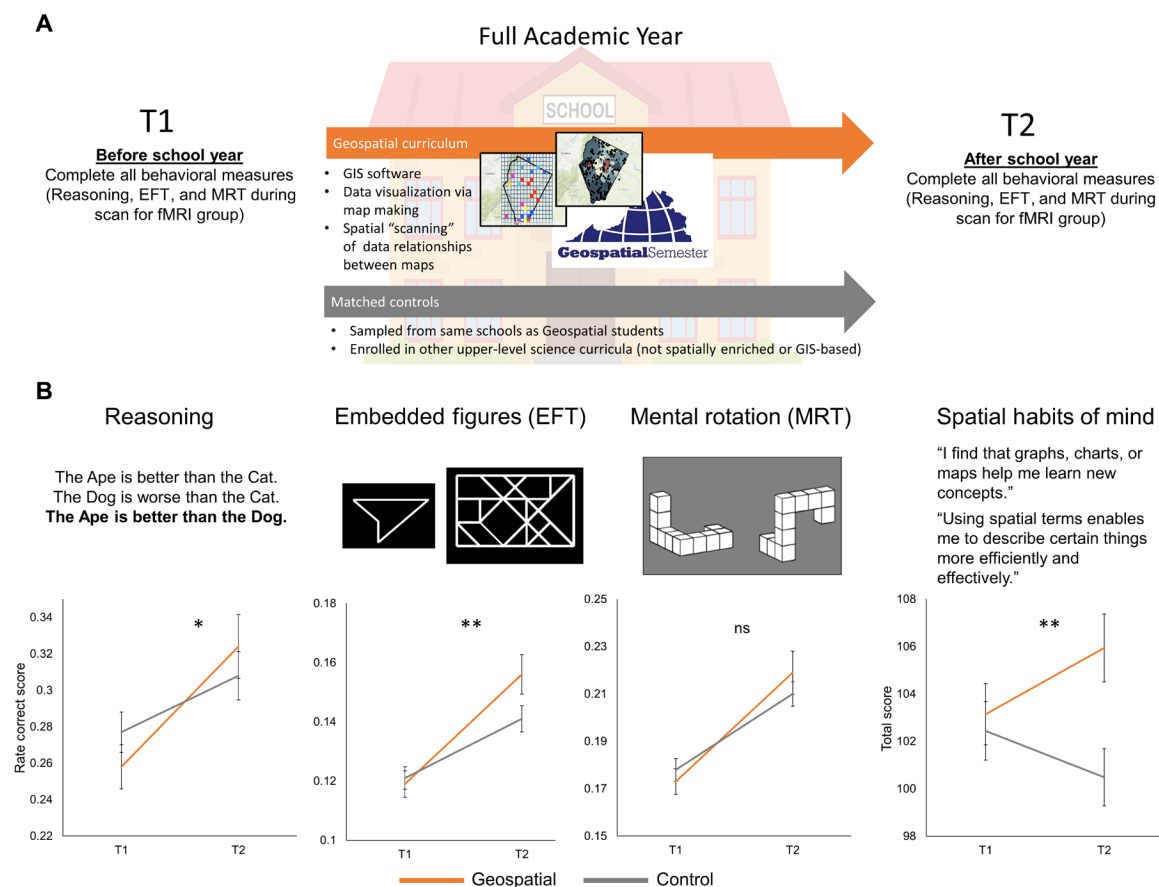 A
Full Academic Year
SCHOOL
T1
Before school year
Complete all behavioral measures
(Reasoning, EFT, and MRT during
scan for fMRI group)
Geospatial curriculum
• GIS software
• Data visualization via
map making
• Spatial “scanning”
of data relationships
between maps
GeospatialSemester
T2
After school year
Complete all behavioral measures
(Reasoning, EFT, and MRT during
scan for fMRI group)
Matched controls
• Sampled from same schools as Geospatial students
• Enrolled in other upper-level science curricula (not spatially enriched or GIS-based)
B
Reasoning
The Ape is better than the Cat.
The Dog is worse than the Cat.
The Ape is better than the Dog.
Rate correct score
0.34
0.32
0.3
0.28
0.26
0.24
0.22
*
T1
T2
Embedded figures (EFT)
0.18
0.16
0.14
0.12
0.1
**
T1
T2
Mental rotation (MRT)
0.25
0.23
0.21
0.19
0.17
0.15
ns
T1
T2
Spatial habits of mind
“I find that graphs, charts, or
maps help me learn new
concepts.”
“Using spatial terms enables
me to describe certain things
more efficiently and
effectively.”
Total score
108
106
104
102
100
98
**
T1
T2
Geospatial
Control